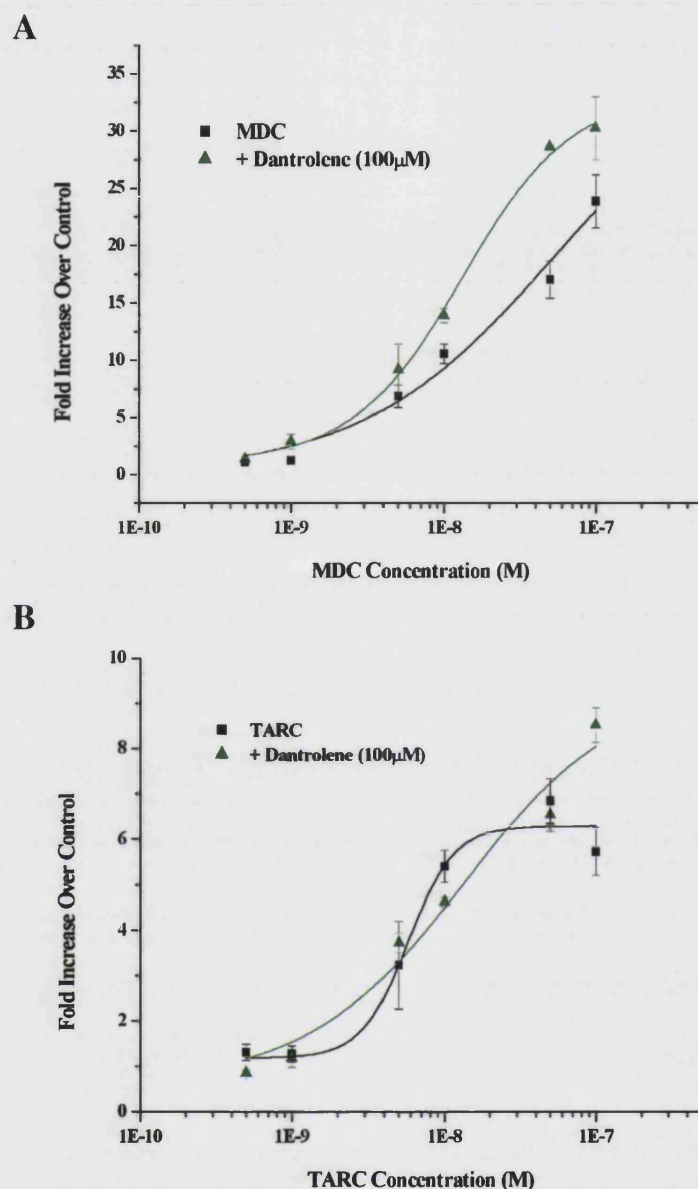 A
35
30
25
20
15
10
5
0
Fold Increase Over Control
MDC
+ Dantrolene (100µM)
1E-10 1E-9 1E-8 1E-7
MDC Concentration (M)
B
10
8
6
4
2
0
Fold Increase Over Control
TARC
+ Dantrolene (100µM)
1E-10 1E-9 1E-8 1E-7
TARC Concentration (M)